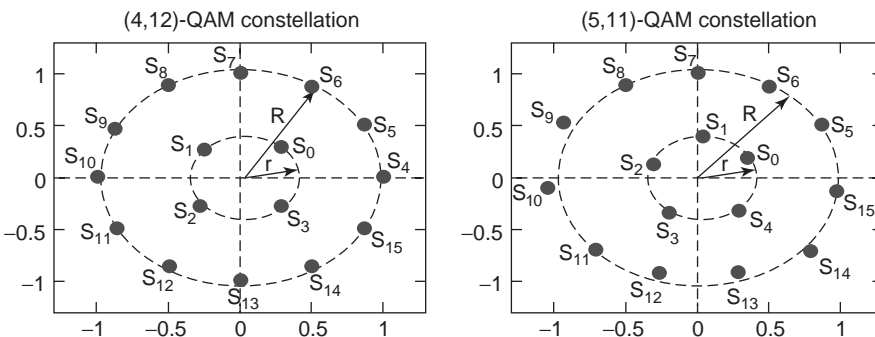 (4,12)-QAM constellation
S7
S8
S6
1
R
S9
S5
0.5
S1
S0
S10
r
S4
0
S2
S3
−0.5
S11
S15
−1
S12
S13
S14
−1
−0.5
0
0.5
1
(5,11)-QAM constellation
S7
S8
S6
1
S9
R
S5
0.5
S1
S2
S0
r
0
S10
S15
S3
S4
−0.5
S11
S14
−1
S12
S13
−1
−0.5
0
0.5
1